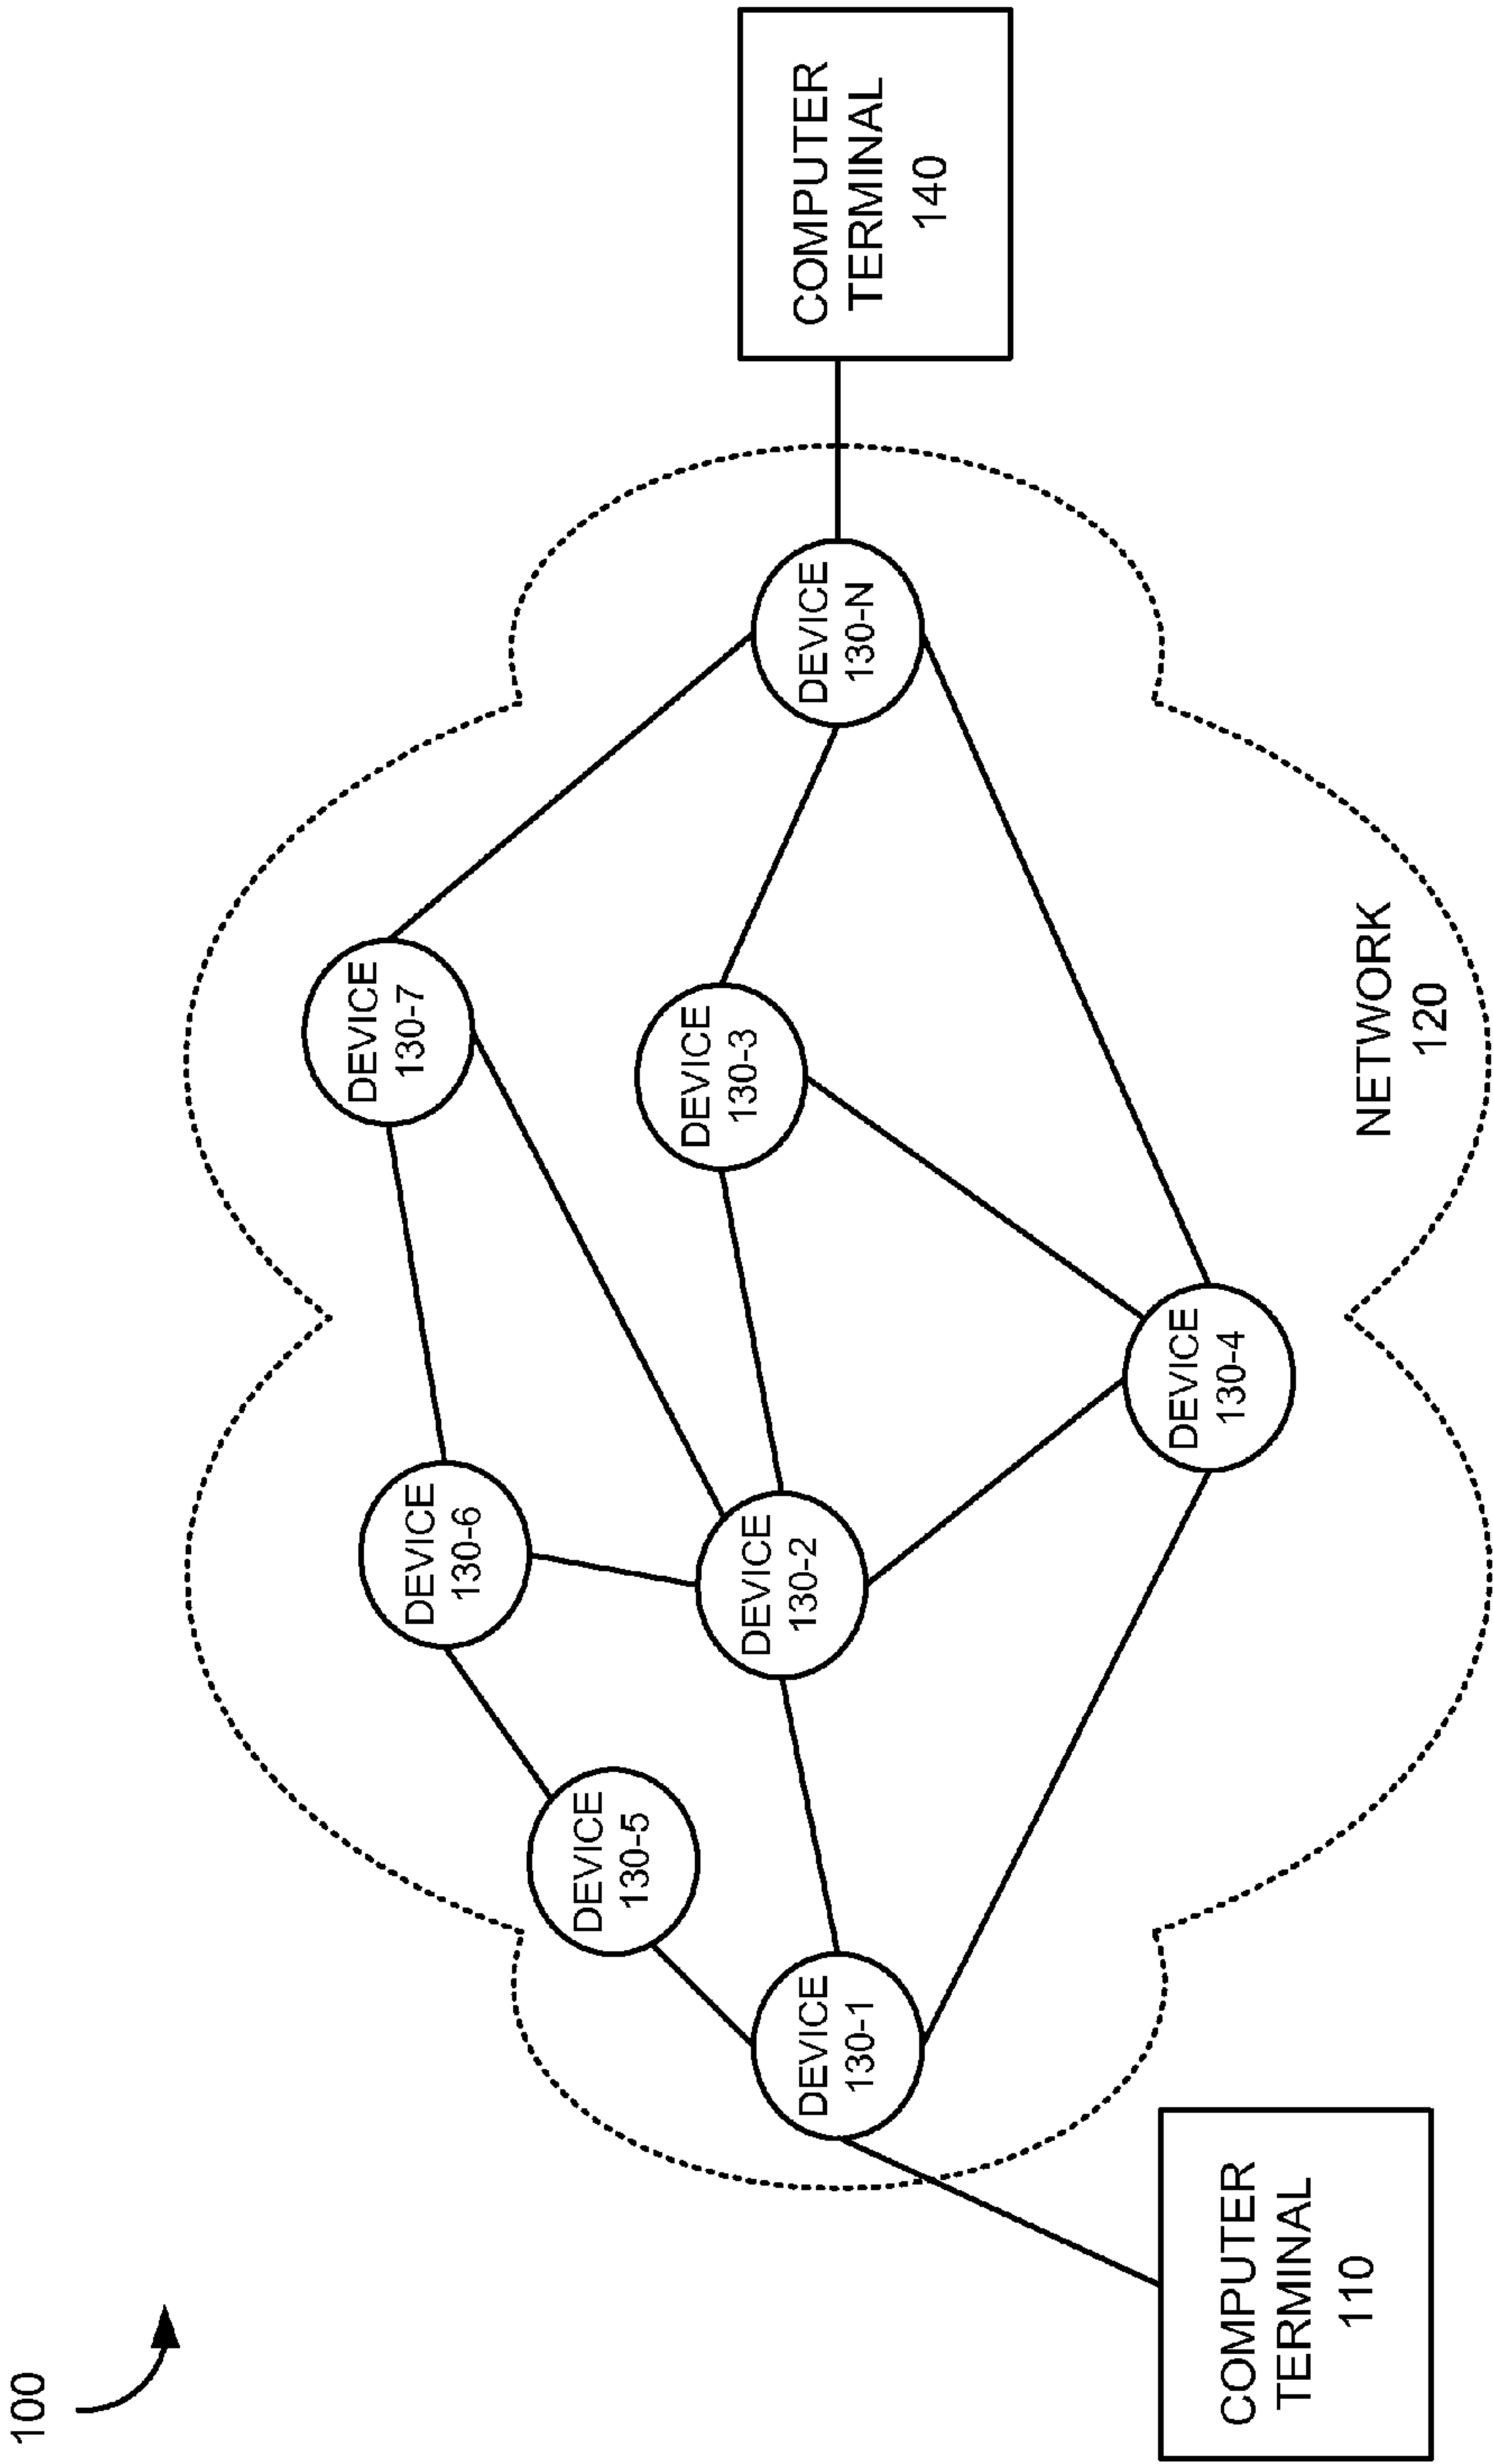 100
COMPUTER
TERMINAL
110
DEVICE
130-1
DEVICE
130-5
DEVICE
130-6
DEVICE
130-2
DEVICE
130-4
DEVICE
130-7
DEVICE
130-3
DEVICE
130-N
NETWORK
120
COMPUTER
TERMINAL
140